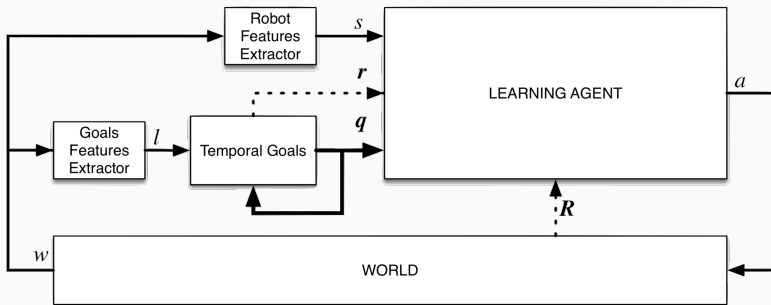 Robot
Features
Extractor
s
r
LEARNING AGENT
a
Goals
Features
Extractor
l
Temporal Goals
q
R
w
WORLD